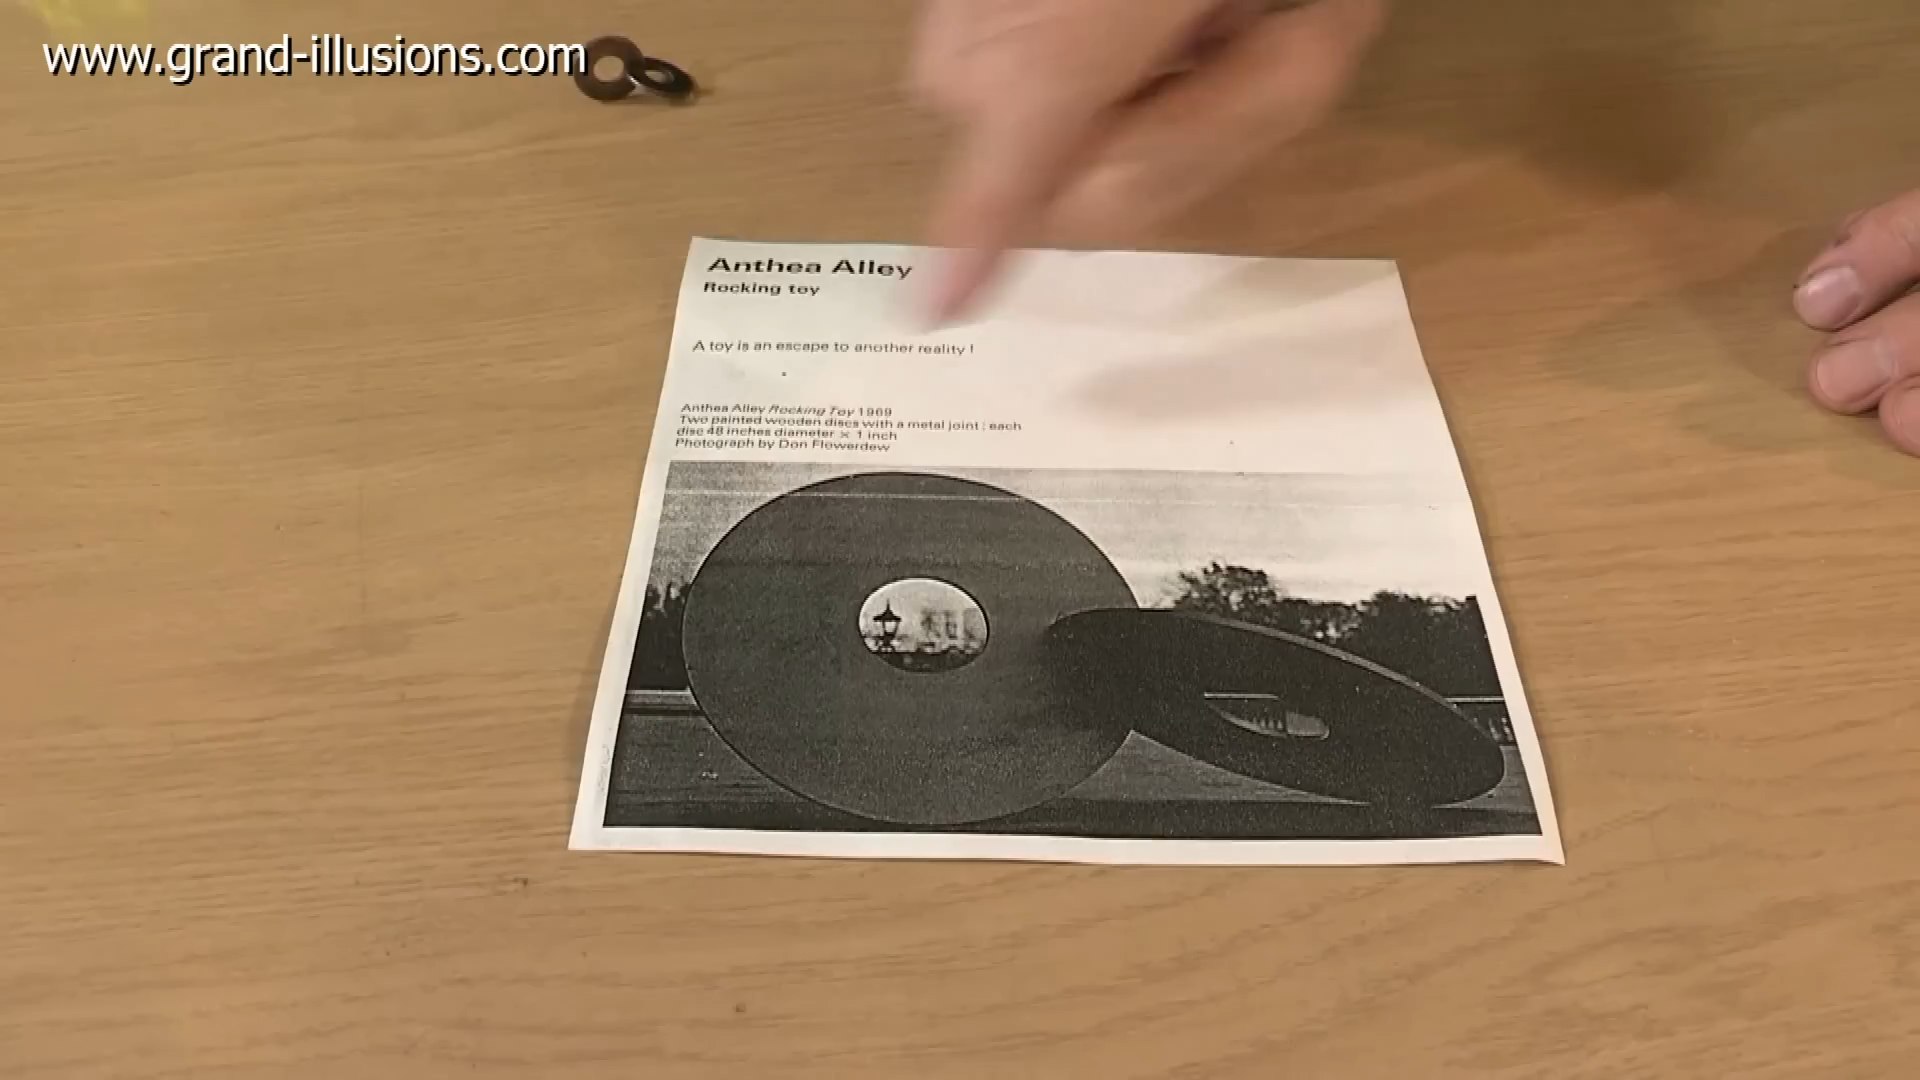 www.grand-illusions.com
Anthea Alley
Rocking toy
A toy is an escape to another reality !
Anthea Alley Rocking Toy 1969
Two painted wooden discs with a metal joint ; each
disc 48 inches diameter × 1 inch
Photograph by Don Flowerdew